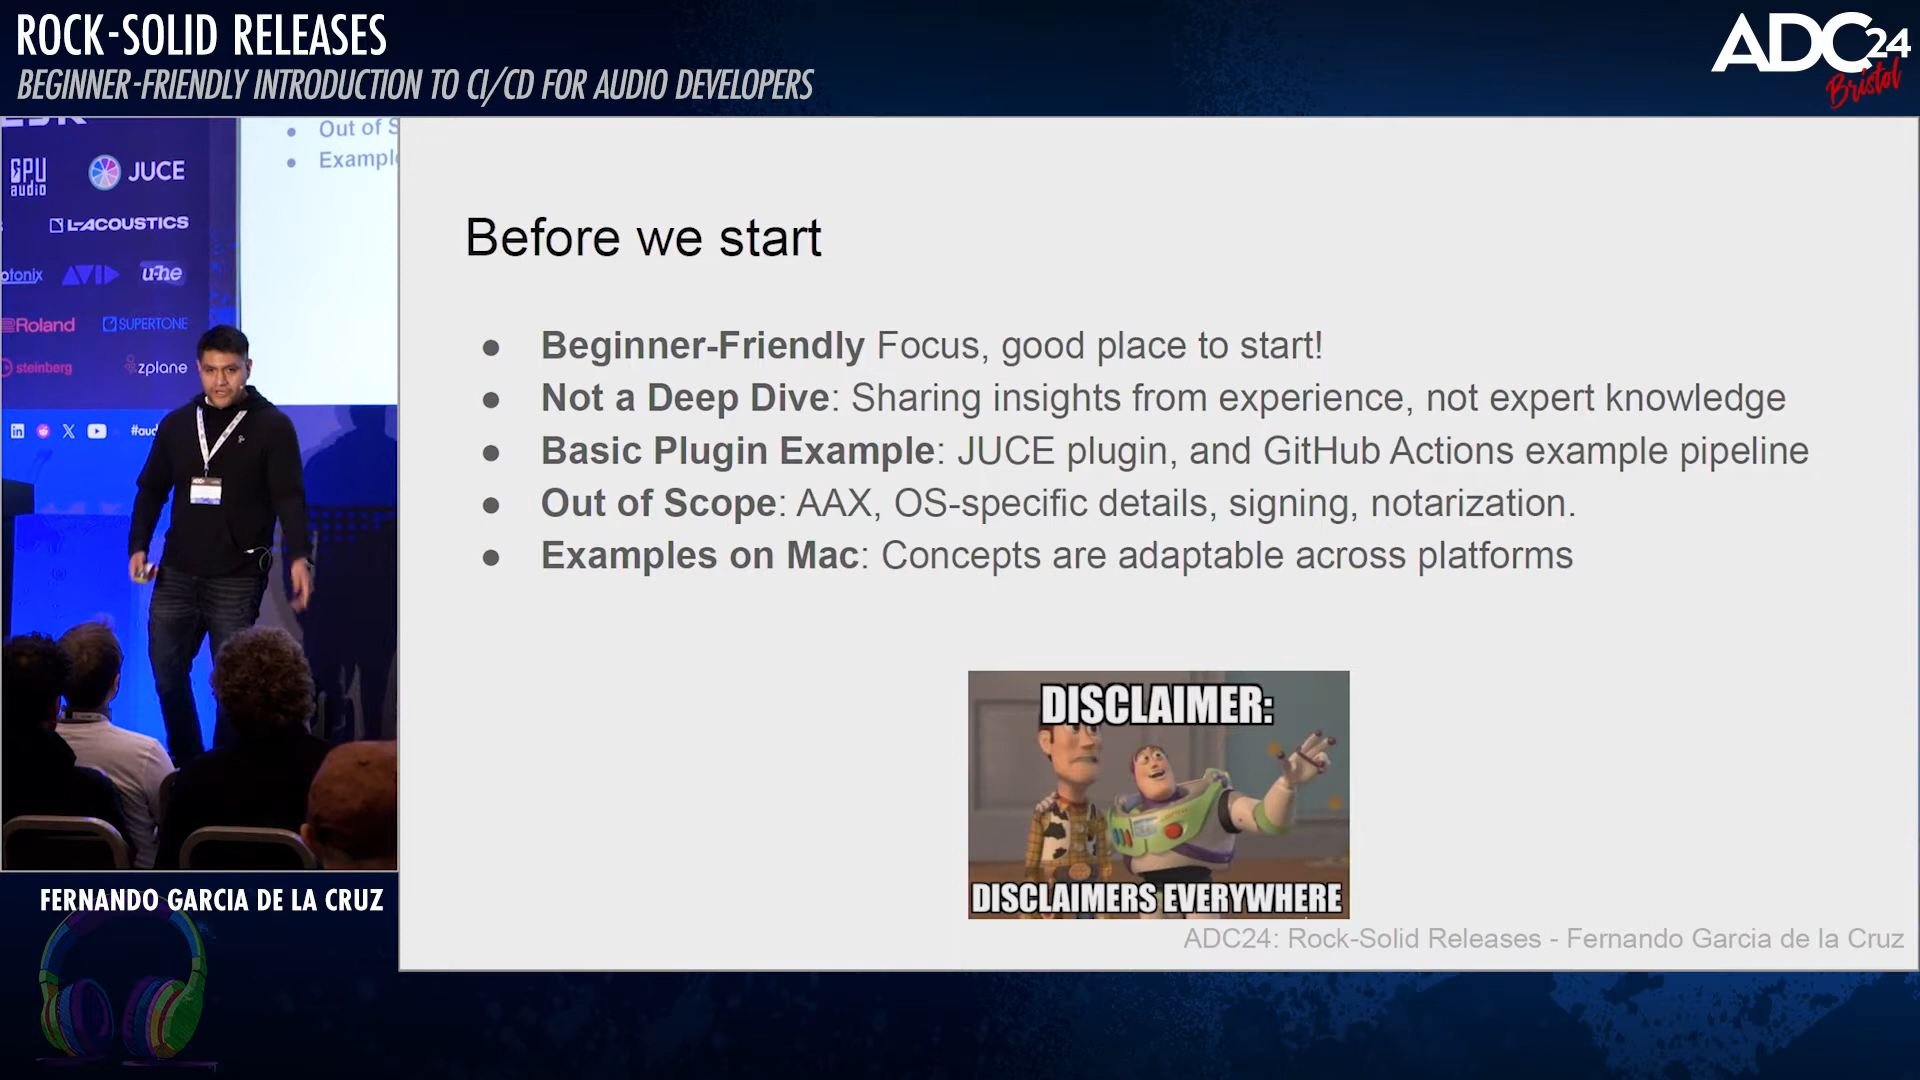 ROCK-SOLID RELEASES
BEGINNER-FRIENDLY INTRODUCTION TO CI/CD FOR AUDIO DEVELOPERS
ADC24
Bristol
Out of S
Example
GPU audio
JUCE
L-ACOUSTICS
otonix
AVID
u-he
Roland
SUPERTONE
steinberg
zplane
#aud
Before we start
● Beginner-Friendly Focus, good place to start!
● Not a Deep Dive: Sharing insights from experience, not expert knowledge
● Basic Plugin Example: JUCE plugin, and GitHub Actions example pipeline
● Out of Scope: AAX, OS-specific details, signing, notarization.
● Examples on Mac: Concepts are adaptable across platforms
DISCLAIMER:
DISCLAIMERS EVERYWHERE
ADC24: Rock-Solid Releases - Fernando Garcia de la Cruz
FERNANDO GARCIA DE LA CRUZ